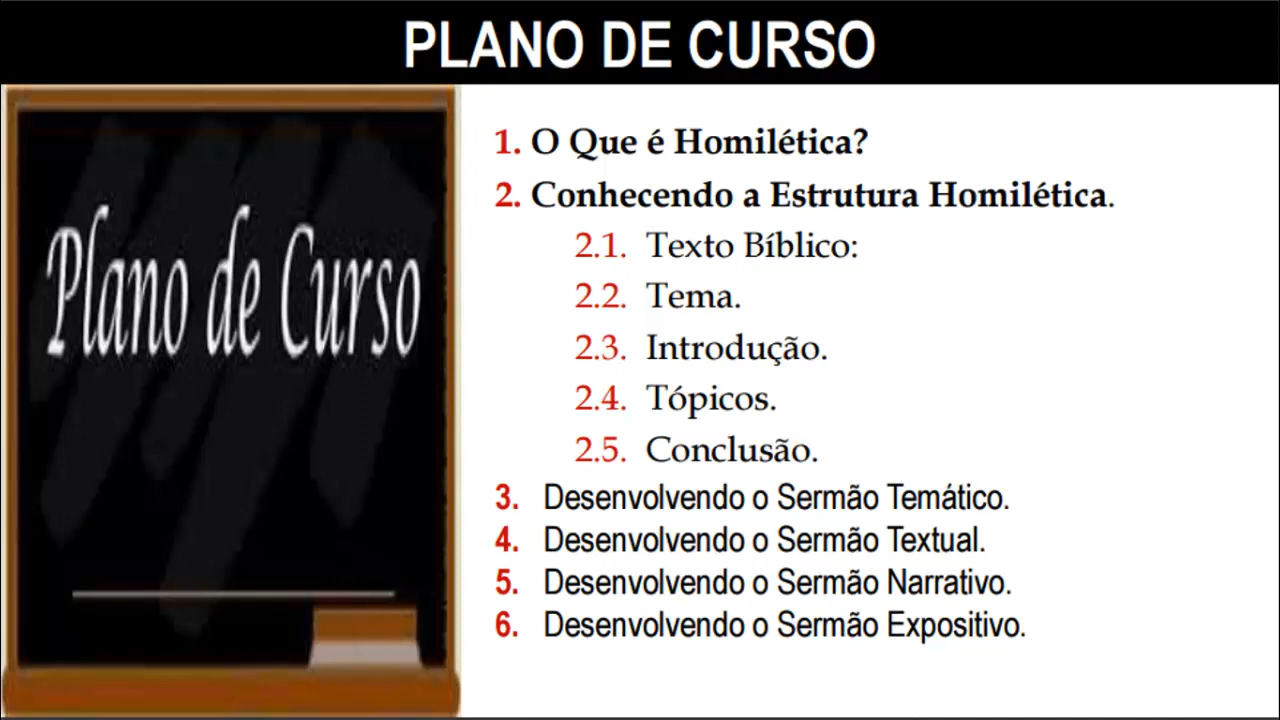 PLANO DE CURSO
Plano de Curso
1. O Que é Homilética?
2. Conhecendo a Estrutura Homilética.
2.1. Texto Bíblico:
2.2. Tema.
2.3. Introdução.
2.4. Tópicos.
2.5. Conclusão.
3. Desenvolvendo o Sermão Temático.
4. Desenvolvendo o Sermão Textual.
5. Desenvolvendo o Sermão Narrativo.
6. Desenvolvendo o Sermão Expositivo.